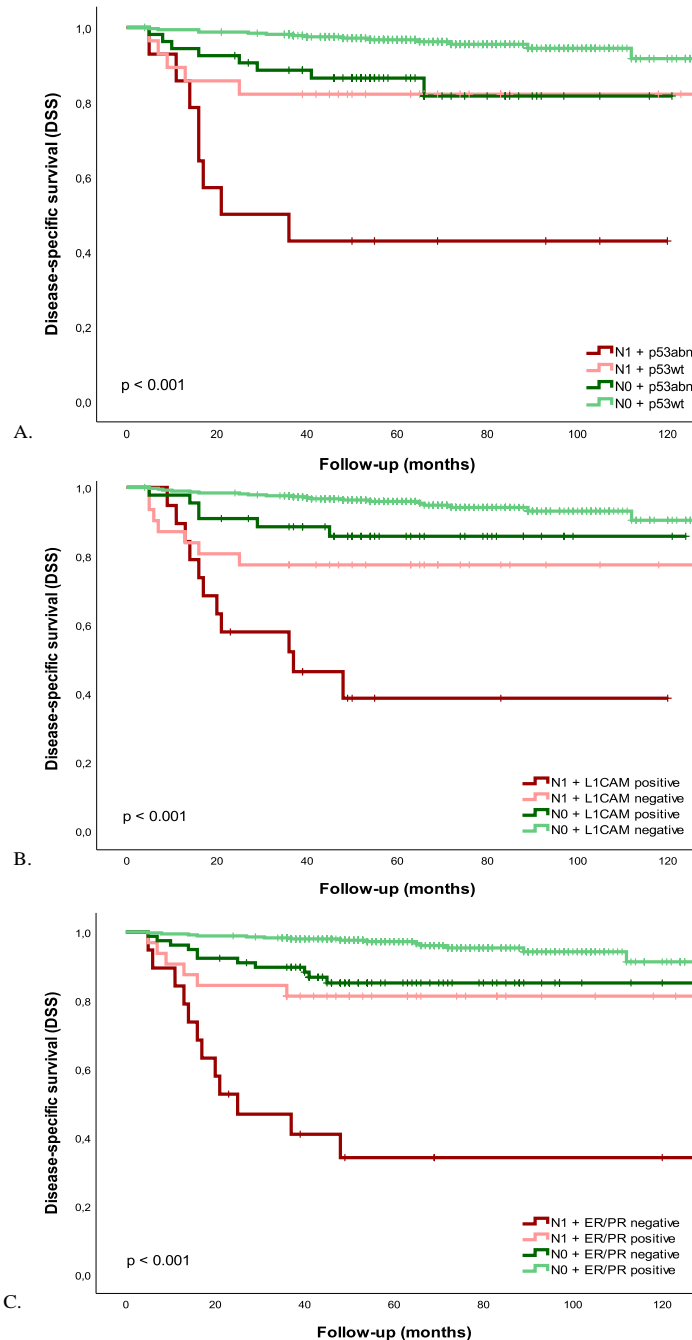 1,0
0,8
0,6
0,4
0,2
0,0
Disease-specific survival (DSS)
p < 0.001
N1 + p53abn
N1 + p53wt
N0 + p53abn
N0 + p53wt
A.
0 20 40 60 80 100 120
Follow-up (months)
1,0
0,8
0,6
0,4
0,2
0,0
Disease-specific survival (DSS)
p < 0.001
N1 + L1CAM positive
N1 + L1CAM negative
N0 + L1CAM positive
N0 + L1CAM negative
B.
0 20 40 60 80 100 120
Follow-up (months)
1,0
0,8
0,6
0,4
0,2
0,0
Disease-specific survival (DSS)
p < 0.001
N1 + ER/PR negative
N1 + ER/PR positive
N0 + ER/PR negative
N0 + ER/PR positive
C.
0 20 40 60 80 100 120
Follow-up (months)